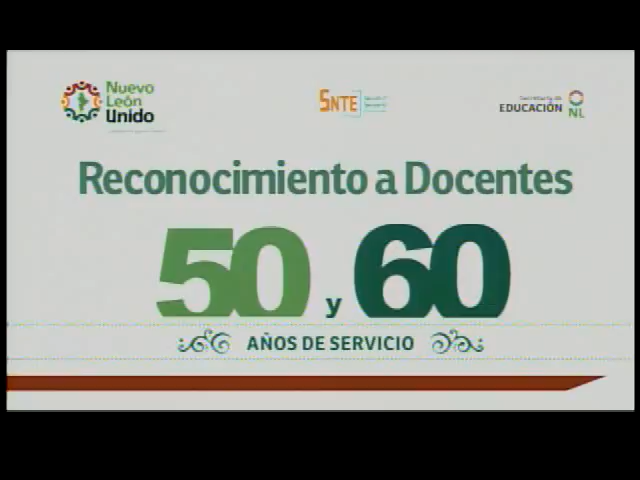 Nuevo
León
Unido
SNTE
EDUCACIÓN
NL
Reconocimiento a Docentes
50 y 60
AÑOS DE SERVICIO